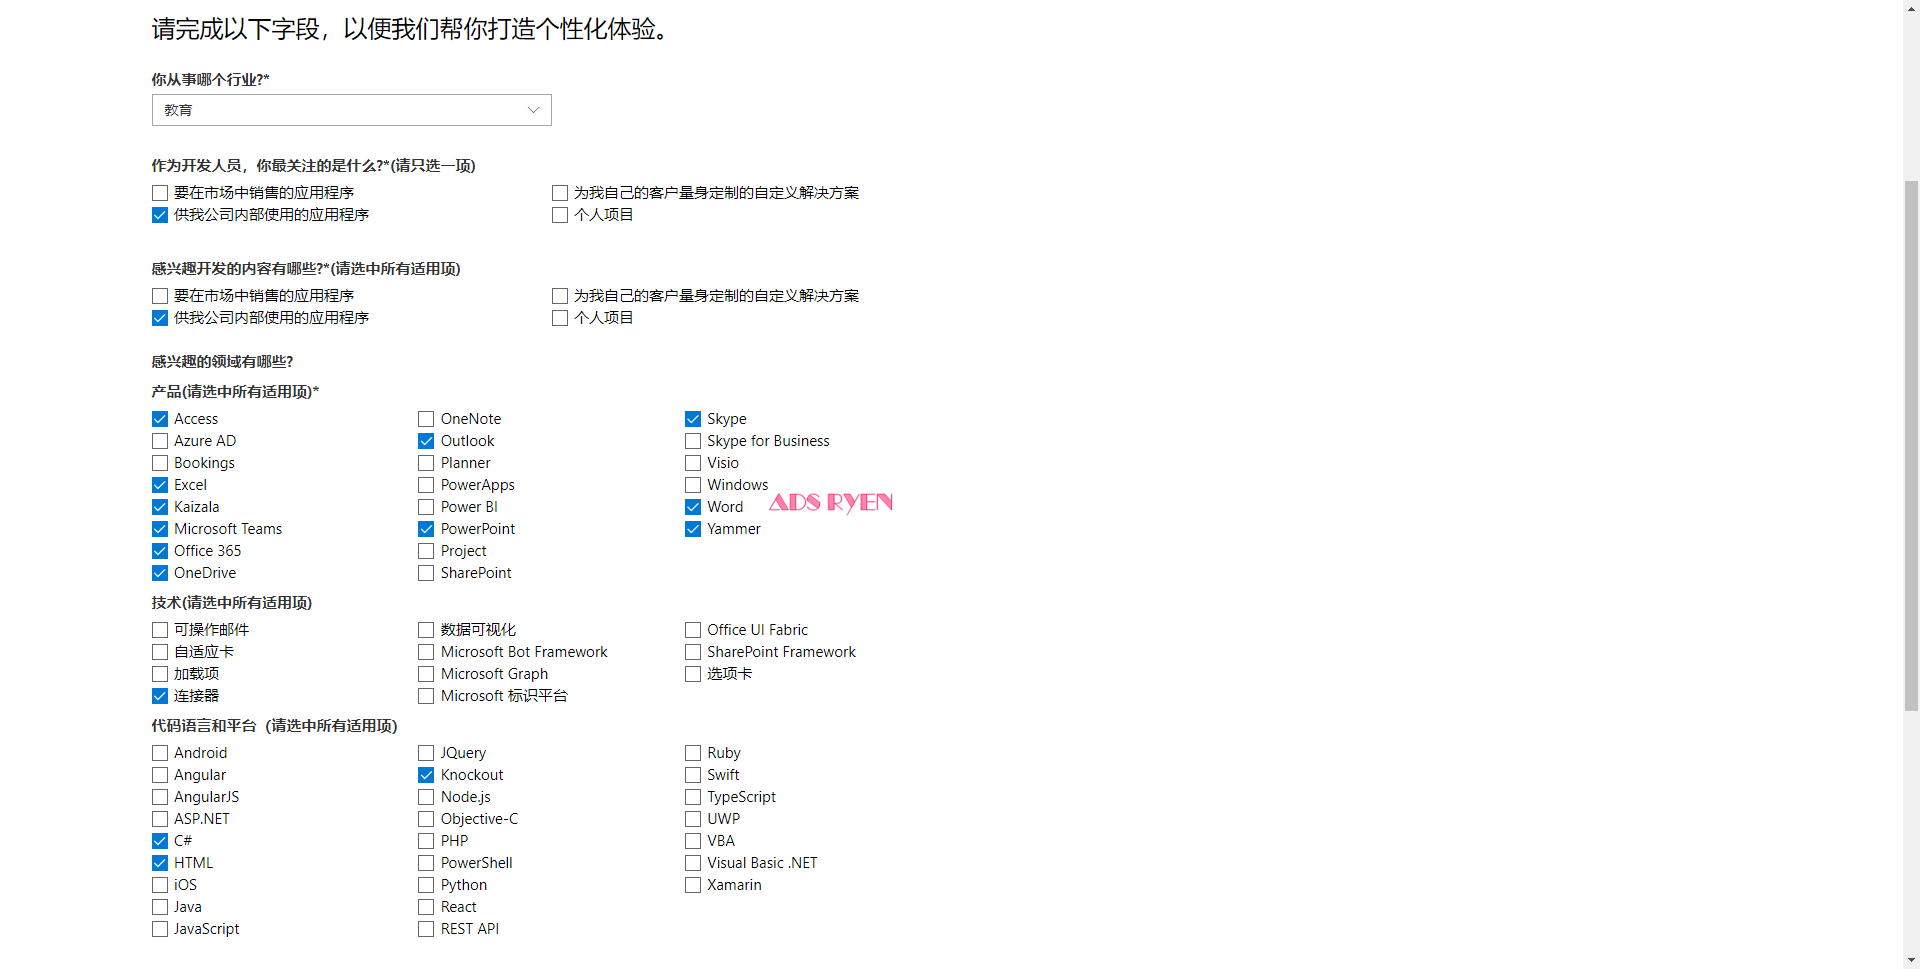 请完成以下字段，以便我们帮你打造个性化体验。
你从事哪个行业?*
教育
作为开发人员，你最关注的是什么?*(请只选一项)
要在市场中销售的应用程序 为我自己的客户量身定制的自定义解决方案
供我公司内部使用的应用程序 个人项目
感兴趣开发的内容有哪些?*(请选中所有适用项)
要在市场中销售的应用程序 为我自己的客户量身定制的自定义解决方案
供我公司内部使用的应用程序 个人项目
感兴趣的领域有哪些?
产品(请选中所有适用项)*
Access OneNote Skype
Azure AD Outlook Skype for Business
Bookings Planner Visio
Excel PowerApps Windows
Kaizala Power BI Word ADS RYEN
Microsoft Teams PowerPoint Yammer
Office 365 Project
OneDrive SharePoint
技术(请选中所有适用项)
可操作邮件 数据可视化 Office UI Fabric
自适应卡 Microsoft Bot Framework SharePoint Framework
加载项 Microsoft Graph 选项卡
连接器 Microsoft 标识平台
代码语言和平台（请选中所有适用项)
Android JQuery Ruby
Angular Knockout Swift
AngularJS Node.js TypeScript
ASP.NET Objective-C UWP
C# PHP VBA
HTML PowerShell Visual Basic .NET
iOS Python Xamarin
Java React
JavaScript REST API